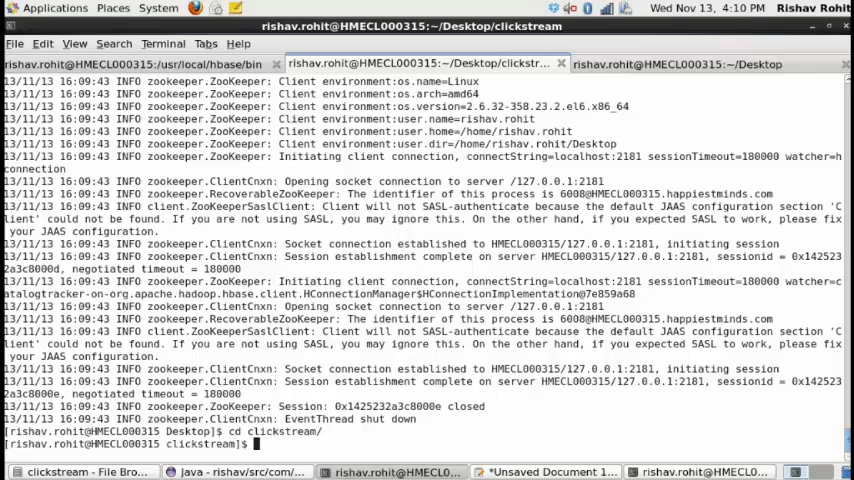 Applications Places System Wed Nov 13, 4:10 PM Rishav Rohit
rishav.rohit@HMECL000315:~/Desktop/clickstream
File Edit View Search Terminal Tabs Help
rishav.rohit@HMECL000315:/usr/local/hbase/bin rishav.rohit@HMECL000315:~/Desktop/clickstr... rishav.rohit@HMECL000315:~/Desktop
13/11/13 16:09:43 INFO zookeeper.ZooKeeper: Client environment:os.name=Linux
13/11/13 16:09:43 INFO zookeeper.ZooKeeper: Client environment:os.arch=amd64
13/11/13 16:09:43 INFO zookeeper.ZooKeeper: Client environment:os.version=2.6.32-358.23.2.el6.x86_64
13/11/13 16:09:43 INFO zookeeper.ZooKeeper: Client environment:user.name=rishav.rohit
13/11/13 16:09:43 INFO zookeeper.ZooKeeper: Client environment:user.home=/home/rishav.rohit
13/11/13 16:09:43 INFO zookeeper.ZooKeeper: Client environment:user.dir=/home/rishav.rohit/Desktop
13/11/13 16:09:43 INFO zookeeper.ZooKeeper: Initiating client connection, connectString=localhost:2181 sessionTimeout=180000 watcher=h
connection
13/11/13 16:09:43 INFO zookeeper.ClientCnxn: Opening socket connection to server /127.0.0.1:2181
13/11/13 16:09:43 INFO zookeeper.RecoverableZooKeeper: The identifier of this process is 6008@HMECL000315.happiestminds.com
13/11/13 16:09:43 INFO client.ZooKeeperSaslClient: Client will not SASL-authenticate because the default JAAS configuration section 'C
lient' could not be found. If you are not using SASL, you may ignore this. On the other hand, if you expected SASL to work, please fix
your JAAS configuration.
13/11/13 16:09:43 INFO zookeeper.ClientCnxn: Socket connection established to HMECL000315/127.0.0.1:2181, initiating session
13/11/13 16:09:43 INFO zookeeper.ClientCnxn: Session establishment complete on server HMECL000315/127.0.0.1:2181, sessionid = 0x142523
2a3c8000d, negotiated timeout = 180000
13/11/13 16:09:43 INFO zookeeper.ZooKeeper: Initiating client connection, connectString=localhost:2181 sessionTimeout=180000 watcher=c
atalogtracker-on-org.apache.hadoop.hbase.client.HConnectionManager$HConnectionImplementation@7e859a68
13/11/13 16:09:43 INFO zookeeper.ClientCnxn: Opening socket connection to server /127.0.0.1:2181
13/11/13 16:09:43 INFO zookeeper.RecoverableZooKeeper: The identifier of this process is 6008@HMECL000315.happiestminds.com
13/11/13 16:09:43 INFO client.ZooKeeperSaslClient: Client will not SASL-authenticate because the default JAAS configuration section 'C
lient' could not be found. If you are not using SASL, you may ignore this. On the other hand, if you expected SASL to work, please fix
your JAAS configuration.
13/11/13 16:09:43 INFO zookeeper.ClientCnxn: Socket connection established to HMECL000315/127.0.0.1:2181, initiating session
13/11/13 16:09:43 INFO zookeeper.ClientCnxn: Session establishment complete on server HMECL000315/127.0.0.1:2181, sessionid = 0x142523
2a3c8000e, negotiated timeout = 180000
13/11/13 16:09:43 INFO zookeeper.ZooKeeper: Session: 0x1425232a3c8000e closed
13/11/13 16:09:43 INFO zookeeper.ClientCnxn: EventThread shut down
[rishav.rohit@HMECL000315 Desktop]$ cd clickstream/
[rishav.rohit@HMECL000315 clickstream]$
clickstream - File Bro... Java - rishav/src/com/... rishav.rohit@HMECL0... *Unsaved Document 1... rishav.rohit@HMECL0...